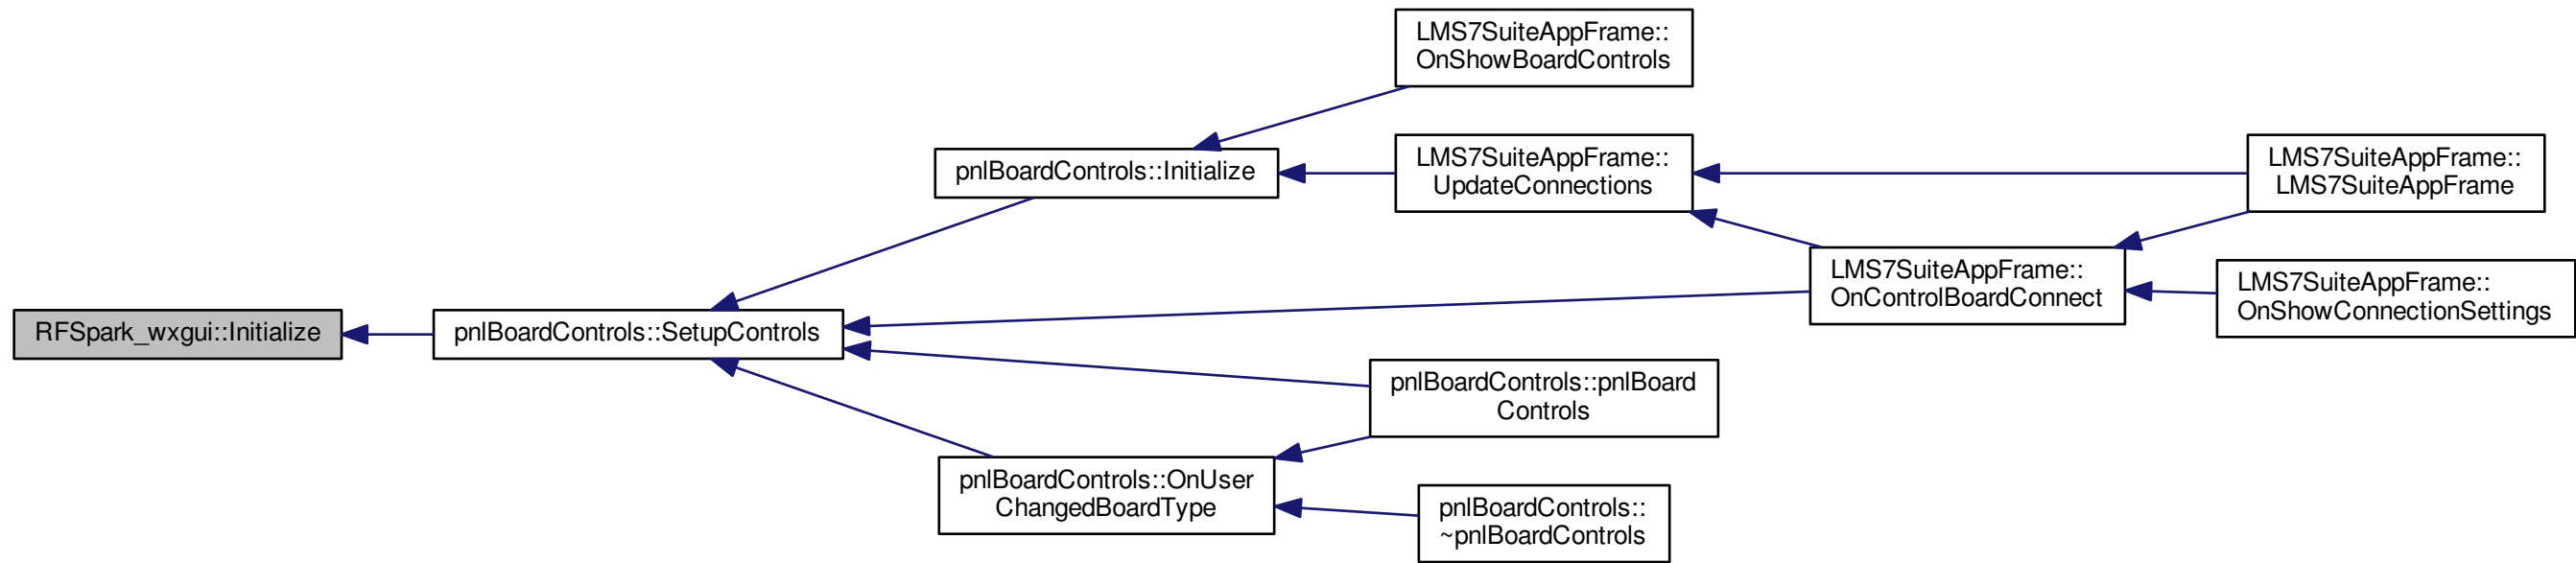 LMS7SuiteAppFrame::
OnShowBoardControls
pnlBoardControls::Initialize
LMS7SuiteAppFrame::
UpdateConnections
LMS7SuiteAppFrame::
LMS7SuiteAppFrame
LMS7SuiteAppFrame::
OnControlBoardConnect
LMS7SuiteAppFrame::
OnShowConnectionSettings
RFSpark_wxgui::Initialize
pnlBoardControls::SetupControls
pnlBoardControls::pnlBoard
Controls
pnlBoardControls::OnUser
ChangedBoardType
pnlBoardControls::
~pnlBoardControls